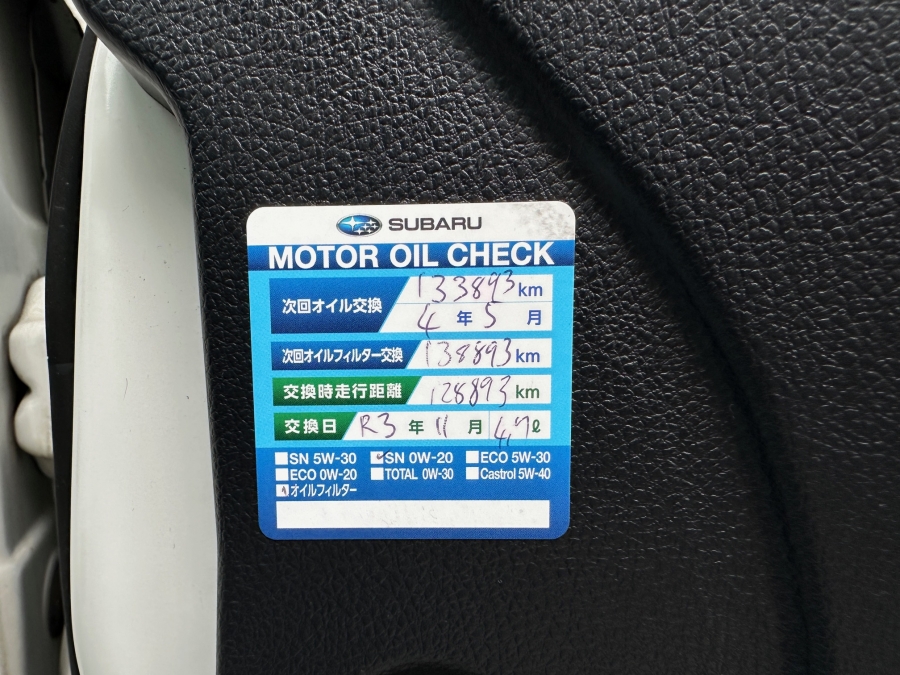 SUBARU
MOTOR OIL CHECK
次回オイル交換 133893 km
4 年 5 月
次回オイルフィルター交換 138893 km
交換時走行距離 128893 km
交換日 R3 年 11 月 4.7 ℓ
SN 5W-30 SN 0W-20 ECO 5W-30
ECO 0W-20 TOTAL 0W-30 Castrol 5W-40
オイルフィルター